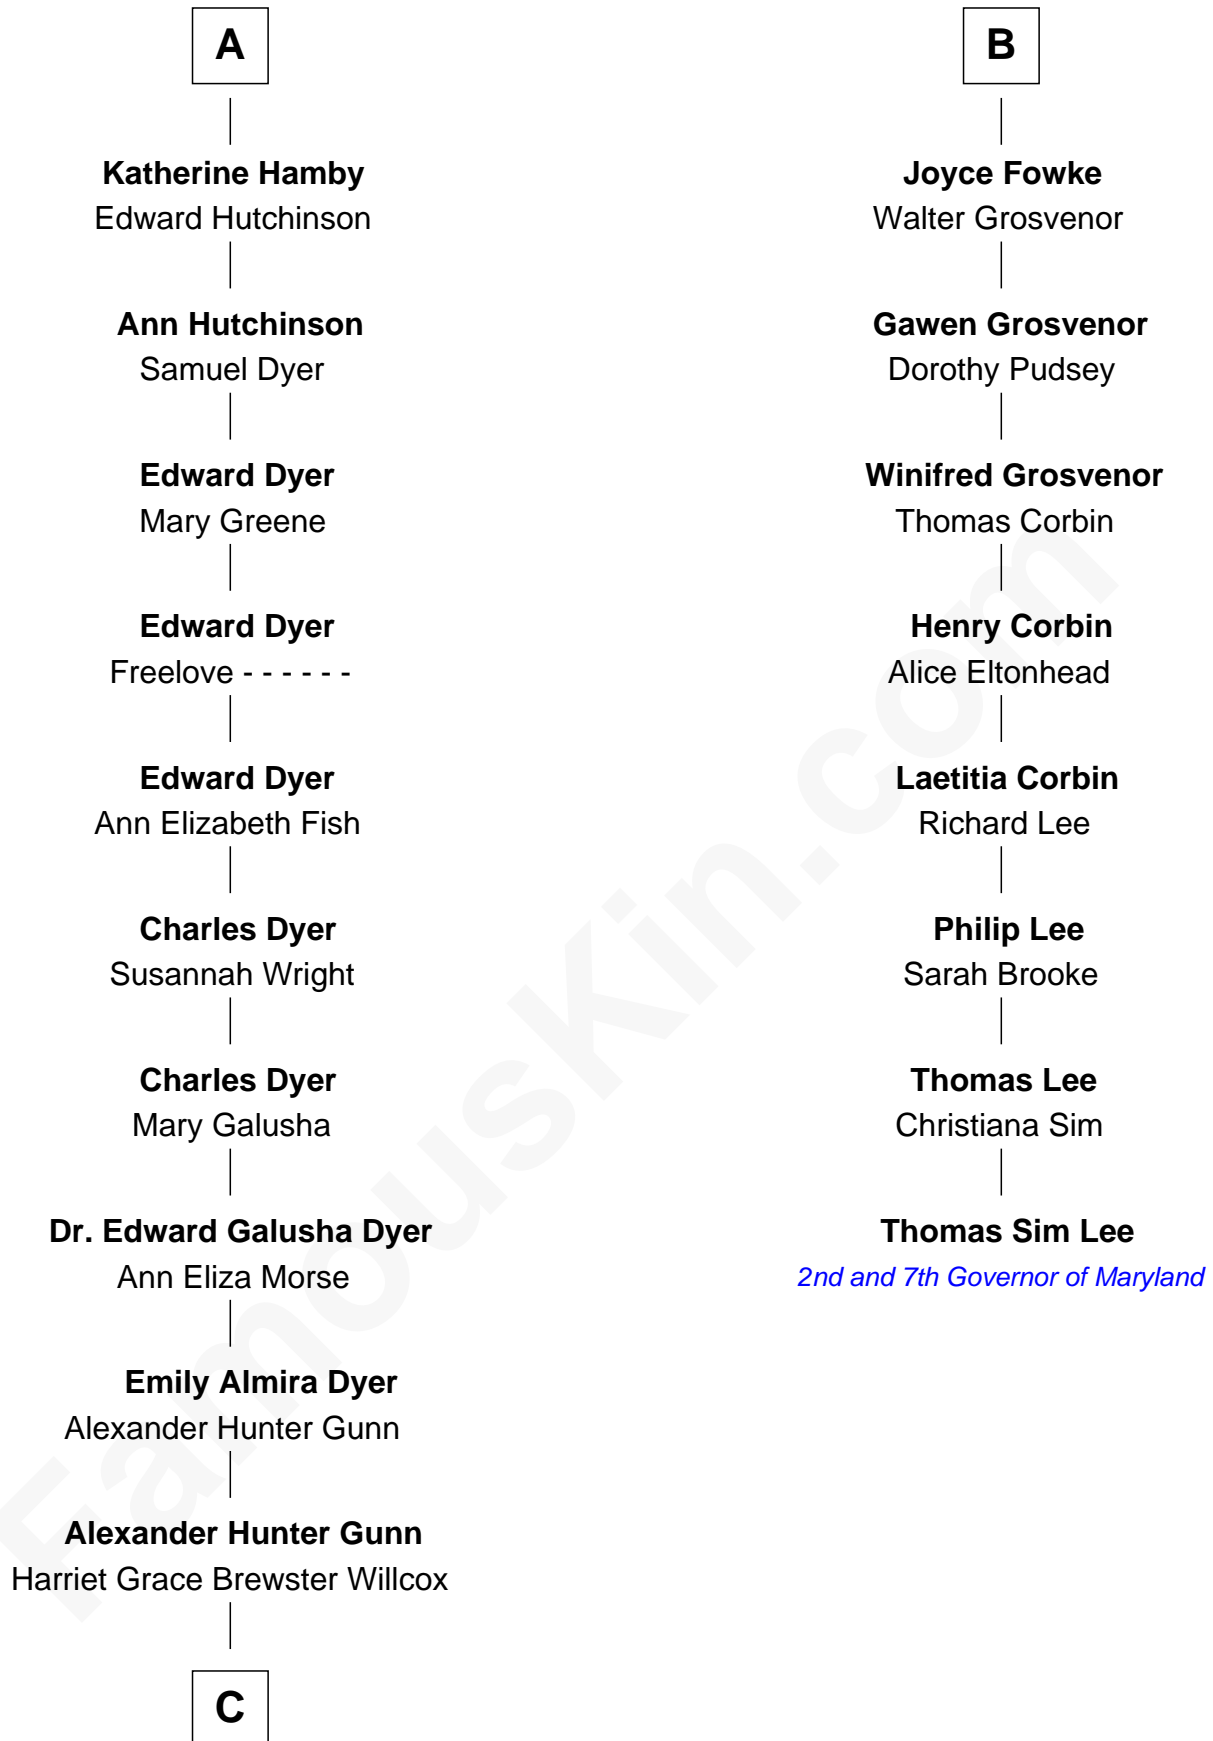 A
Katherine Hamby
Edward Hutchinson
Ann Hutchinson
Samuel Dyer
Edward Dyer
Mary Greene
Edward Dyer
Freelove - - - - - -
Edward Dyer
Ann Elizabeth Fish
Charles Dyer
Susannah Wright
Charles Dyer
Mary Galusha
Dr. Edward Galusha Dyer
Ann Eliza Morse
Emily Almira Dyer
Alexander Hunter Gunn
Alexander Hunter Gunn
Harriet Grace Brewster Willcox
C
B
Joyce Fowke
Walter Grosvenor
Gawen Grosvenor
Dorothy Pudsey
Winifred Grosvenor
Thomas Corbin
Henry Corbin
Alice Eltonhead
Laetitia Corbin
Richard Lee
Philip Lee
Sarah Brooke
Thomas Lee
Christiana Sim
Thomas Sim Lee
2nd and 7th Governor of Maryland
FamousKin.com